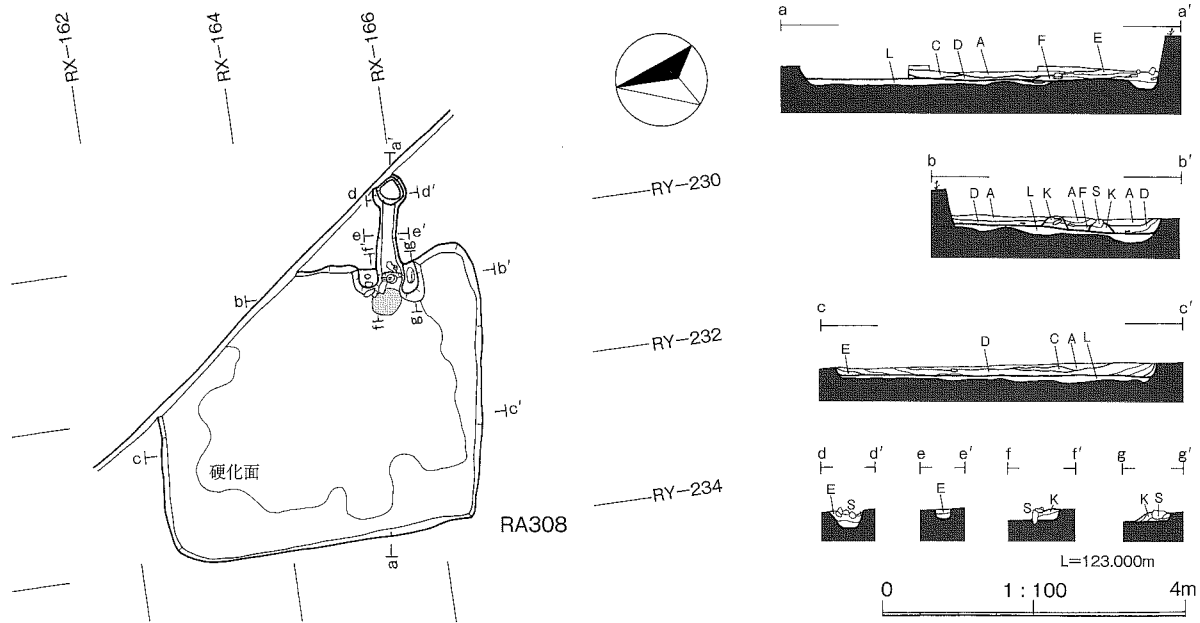 RX-162
RX-164
RX-166
a'
d
d'
e
e'
f'
g'
b'
b
f
g
c'
c
硬化面
RA308
a
RY-230
RY-232
RY-234
a a'
L C D A F E
b b'
D A L K A F S K A D
c c'
E D C A L
d d' e e' f f' g g'
E S E S K K S
L=123.000m
0 1 : 100 4m